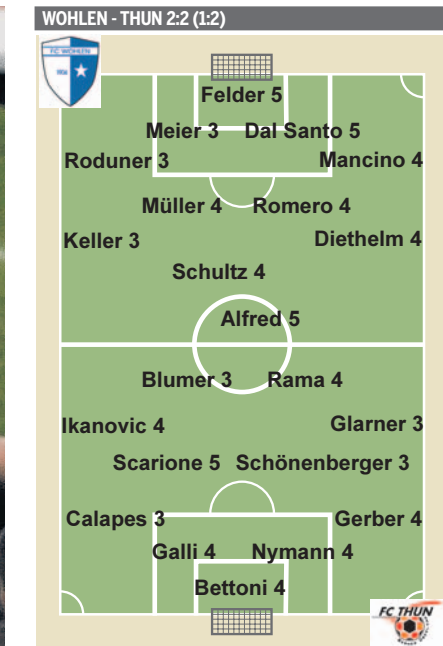 WOHLEN - THUN 2:2 (1:2)
FC WOHLEN
Felder 5
Meier 3 Dal Santo 5
Roduner 3 Mancino 4
Müller 4 Romero 4
Keller 3 Diethelm 4
Schultz 4
Alfred 5
Blumer 3 Rama 4
Ikanovic 4 Glarner 3
Scarione 5 Schönenberger 3
Calapes 3 Gerber 4
Galli 4 Nymann 4
Bettoni 4
FC THUN